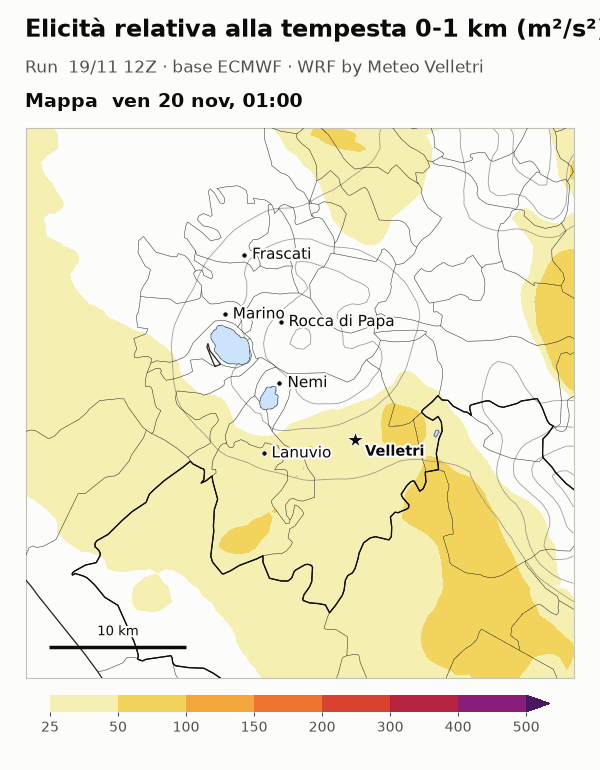 Elicità relativa alla tempesta 0-1 km (m²/s²)
Run  19/11 12Z · base ECMWF · WRF by Meteo Velletri
Mappa  ven 20 nov, 01:00
Frascati
Marino
Rocca di Papa
Nemi
Velletri
Lanuvio
10 km
25 50 100 150 200 300 400 500